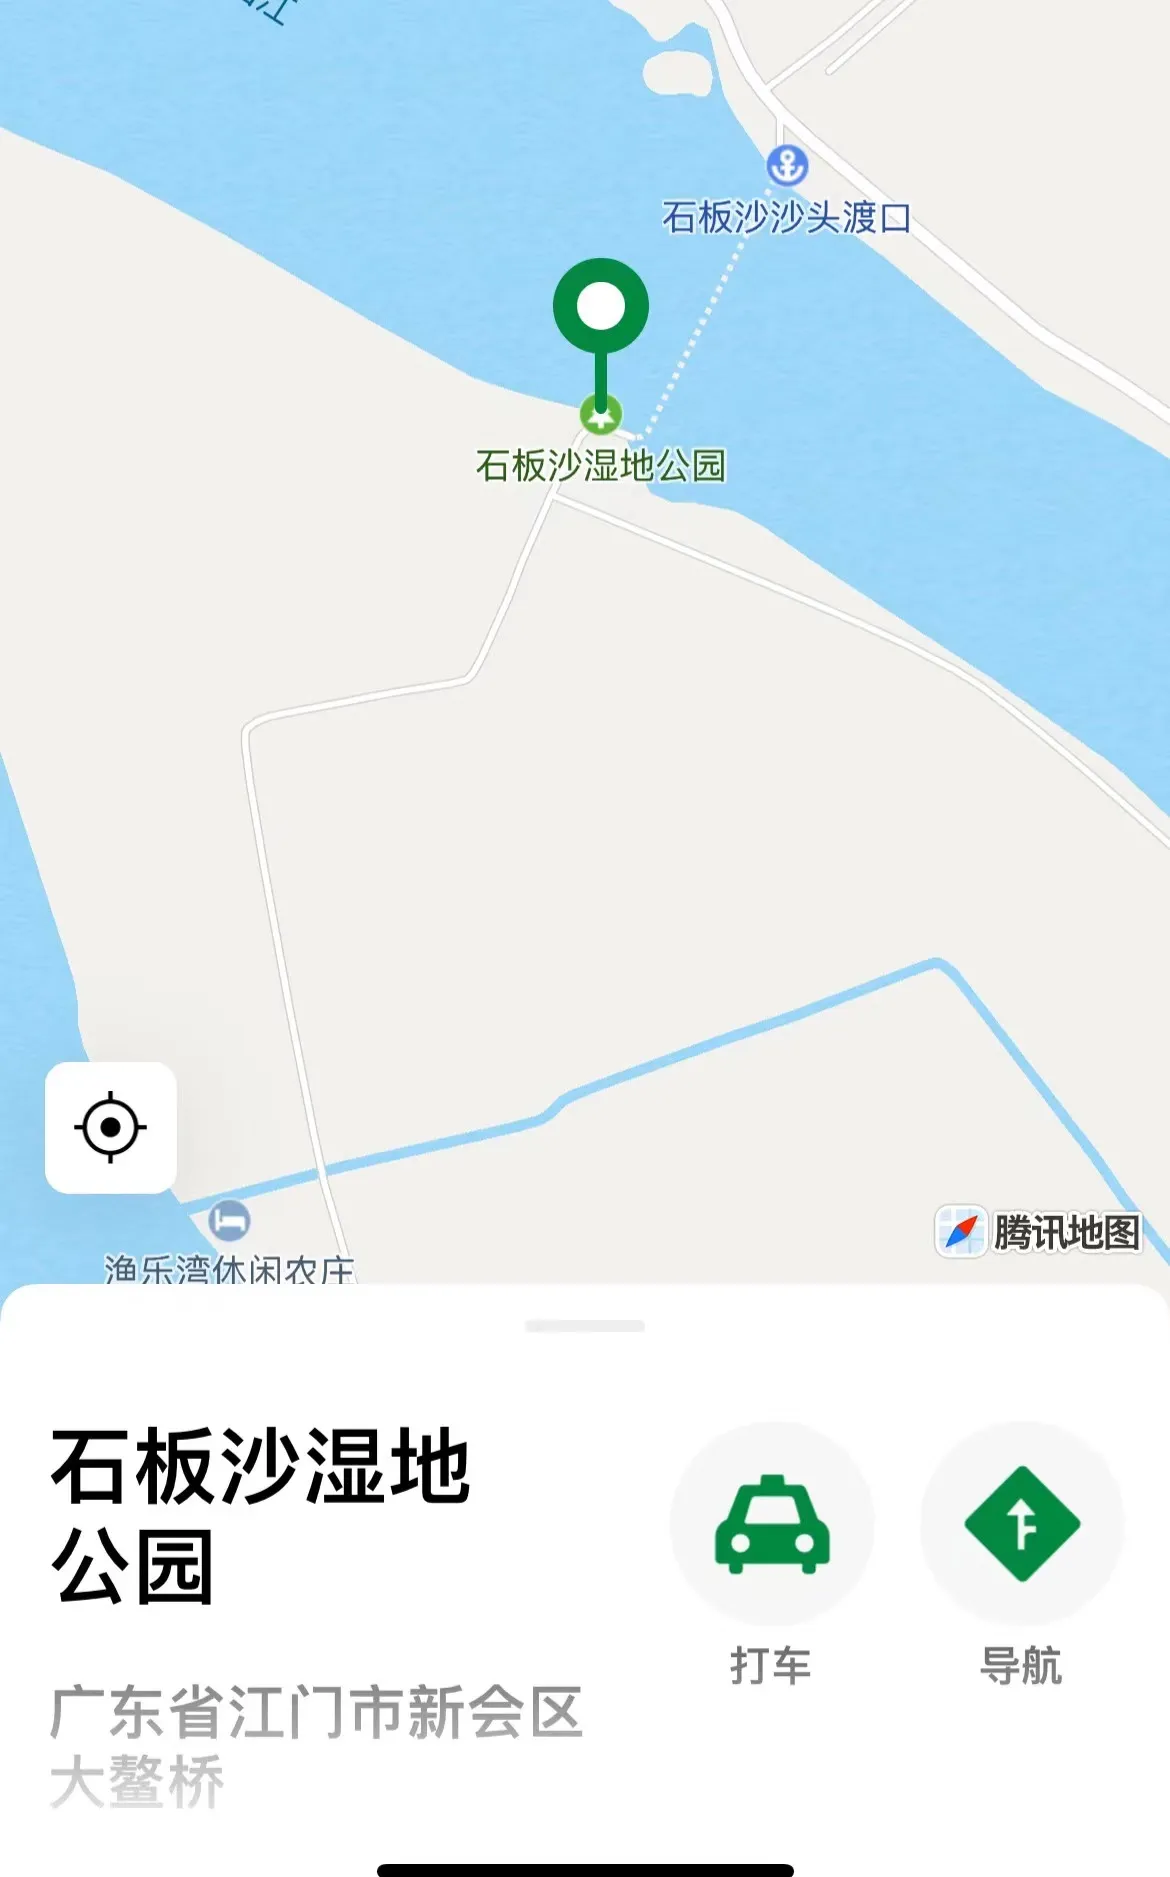 江
石板沙沙头渡口
石板沙湿地公园
腾讯地图
渔乐湾休闲农庄
石板沙湿地
公园
打车
导航
广东省江门市新会区
大鳌桥